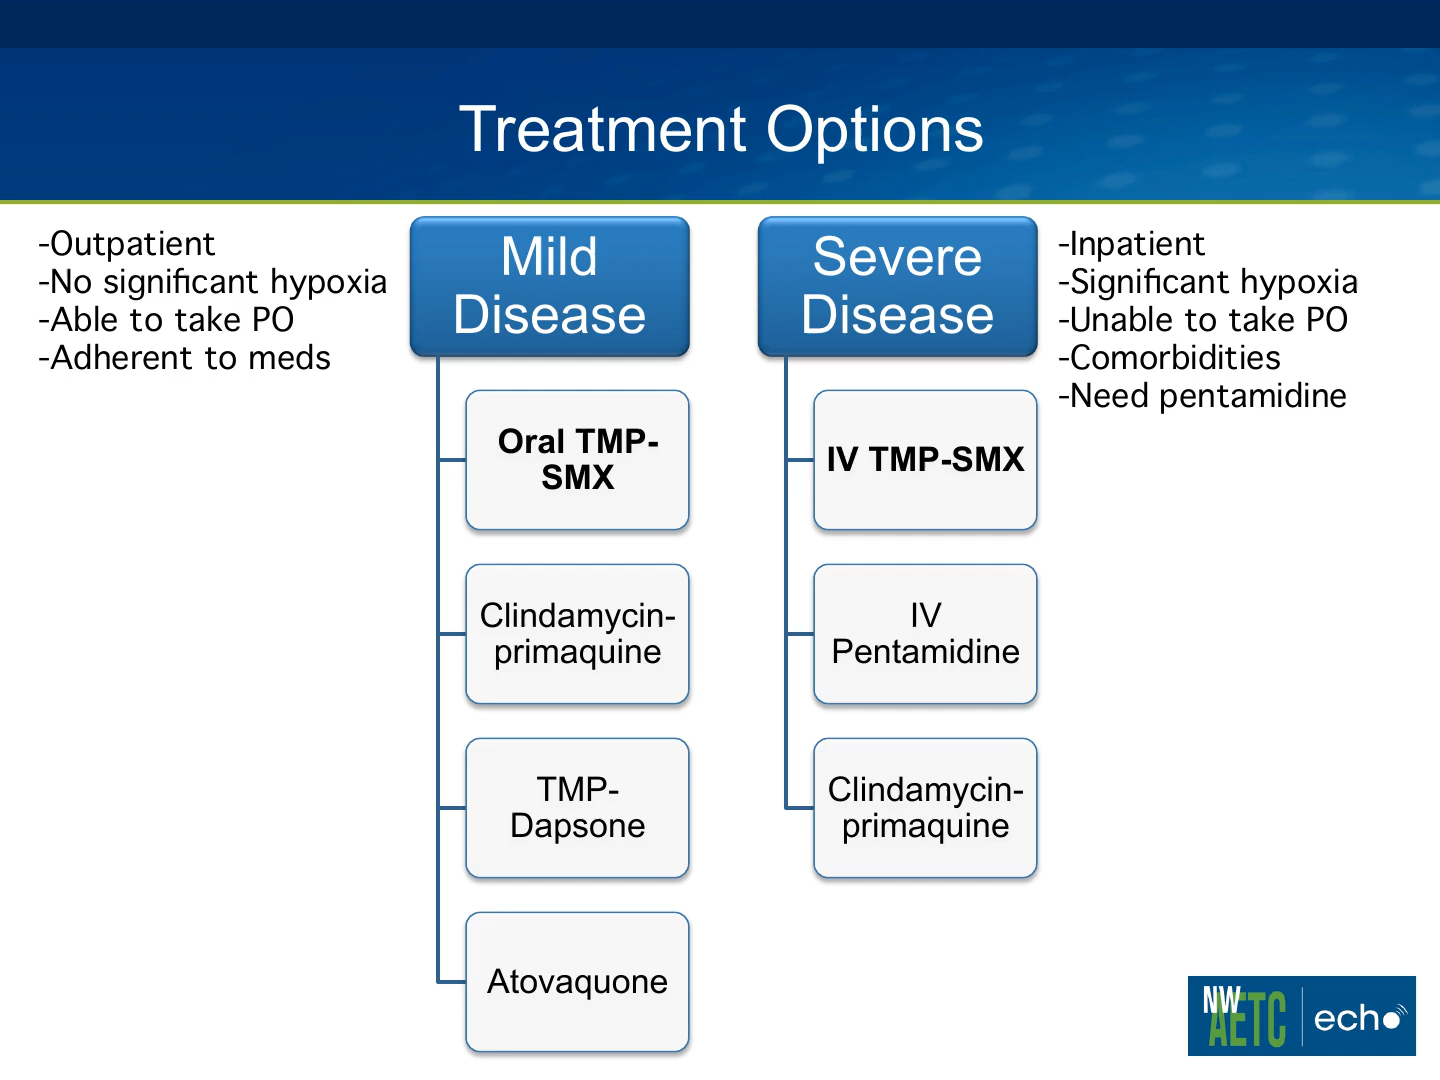 Treatment Options
-Outpatient
-No significant hypoxia
-Able to take PO
-Adherent to meds
Mild
Disease
Oral TMP-
SMX
Clindamycin-
primaquine
TMP-
Dapsone
Atovaquone
Severe
Disease
IV TMP-SMX
IV
Pentamidine
Clindamycin-
primaquine
-Inpatient
-Significant hypoxia
-Unable to take PO
-Comorbidities
-Need pentamidine
NW
AETC
echo